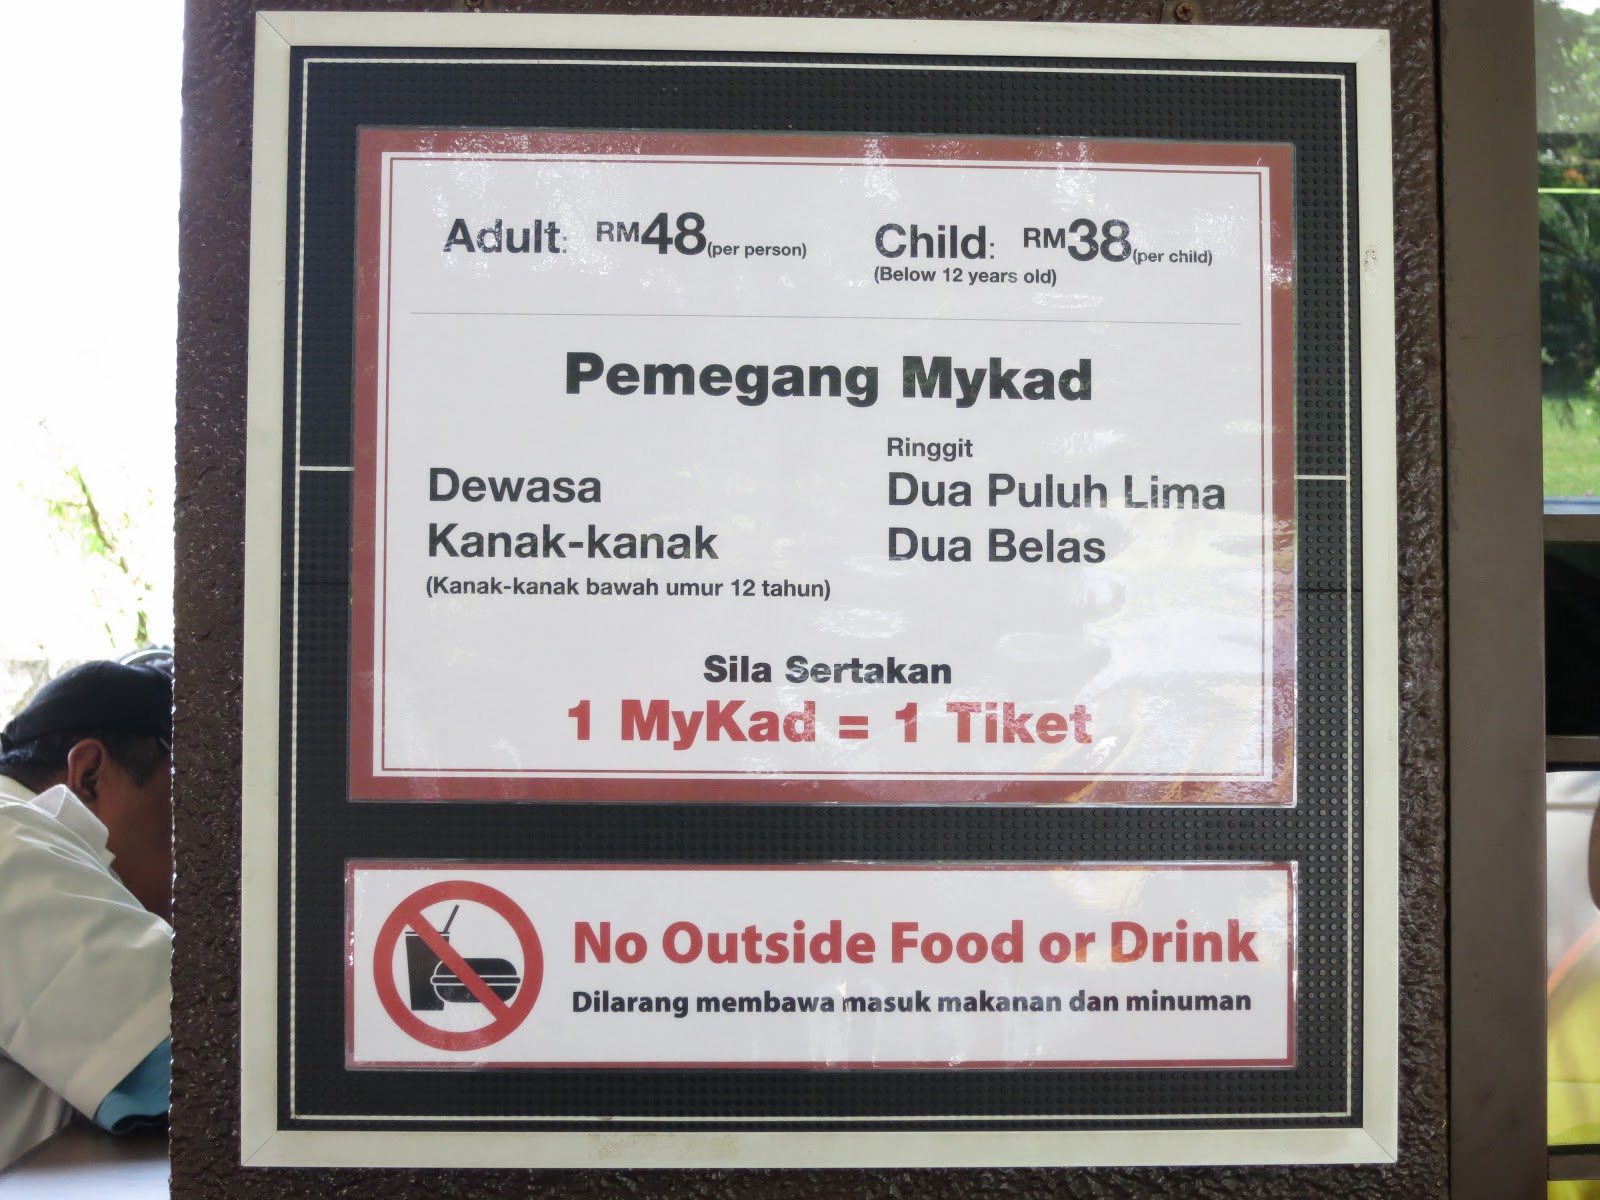 Adult: RM48 (per person)
Child: RM38 (per child)
(Below 12 years old)
Pemegang Mykad
Ringgit
Dewasa Dua Puluh Lima
Kanak-kanak Dua Belas
(Kanak-kanak bawah umur 12 tahun)
Sila Sertakan
1 MyKad = 1 Tiket
No Outside Food or Drink
Dilarang membawa masuk makanan dan minuman